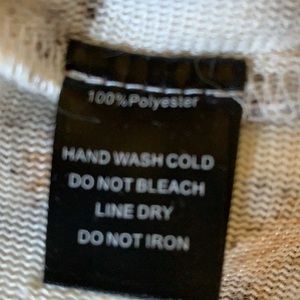 100%Polyester
HAND WASH COLD
DO NOT BLEACH
LINE DRY
DO NOT IRON